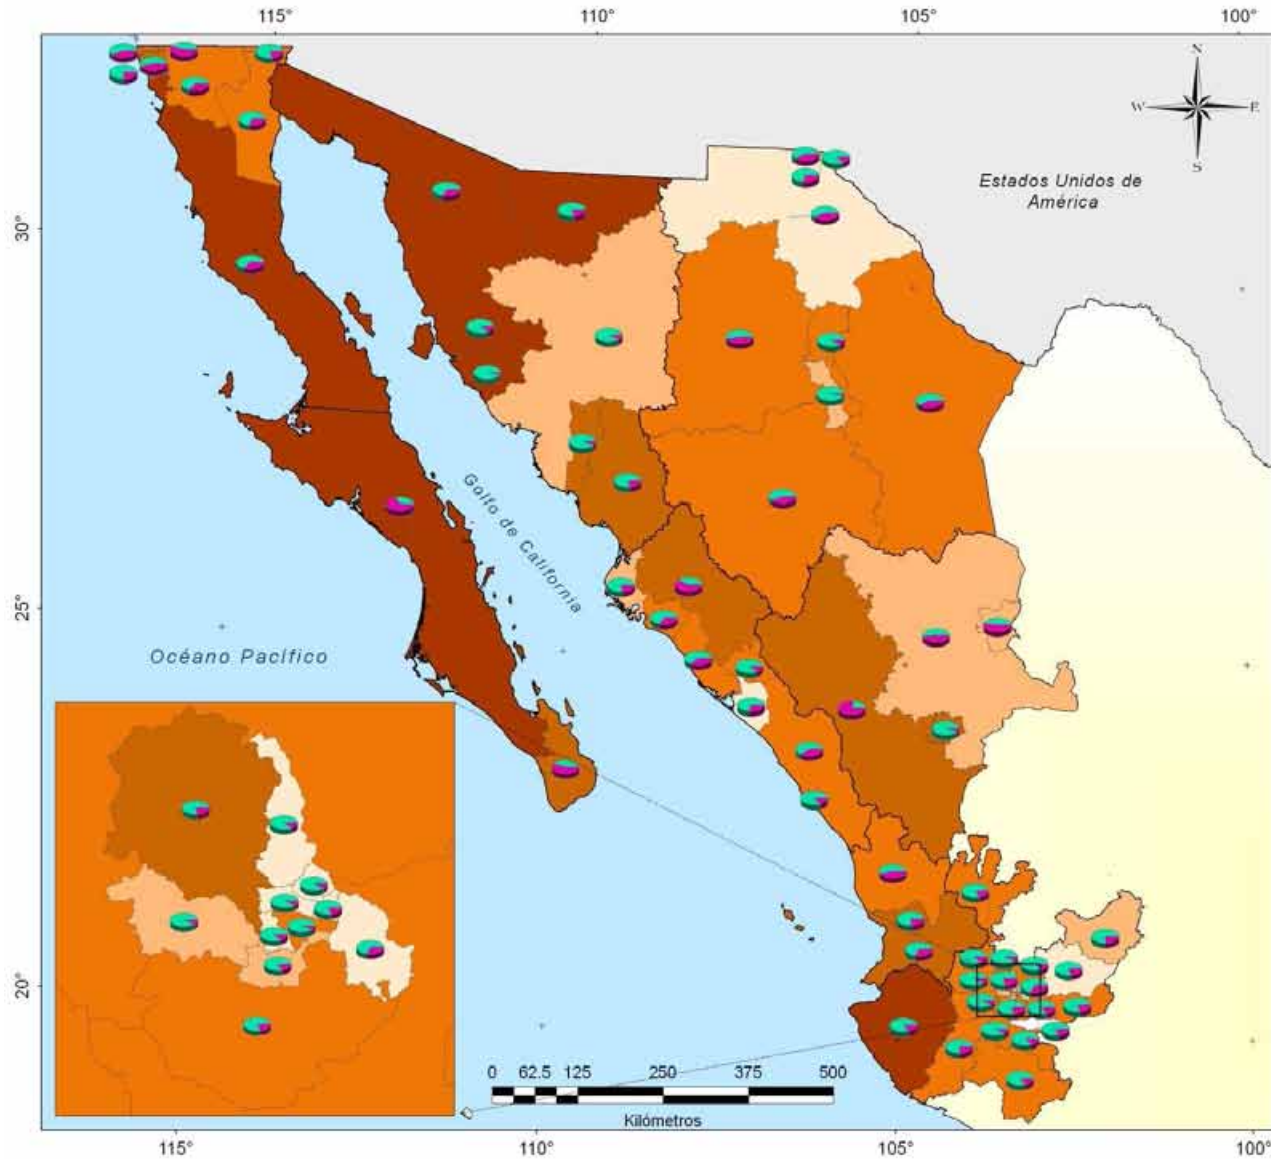 115°
110°
105°
100°
N
W
E
S
Estados Unidos de
América
30°
Golfo de California
25°
Océano Pacífico
20°
0 62.5 125 250 375 500
Kilómetros
115°
110°
105°
100°